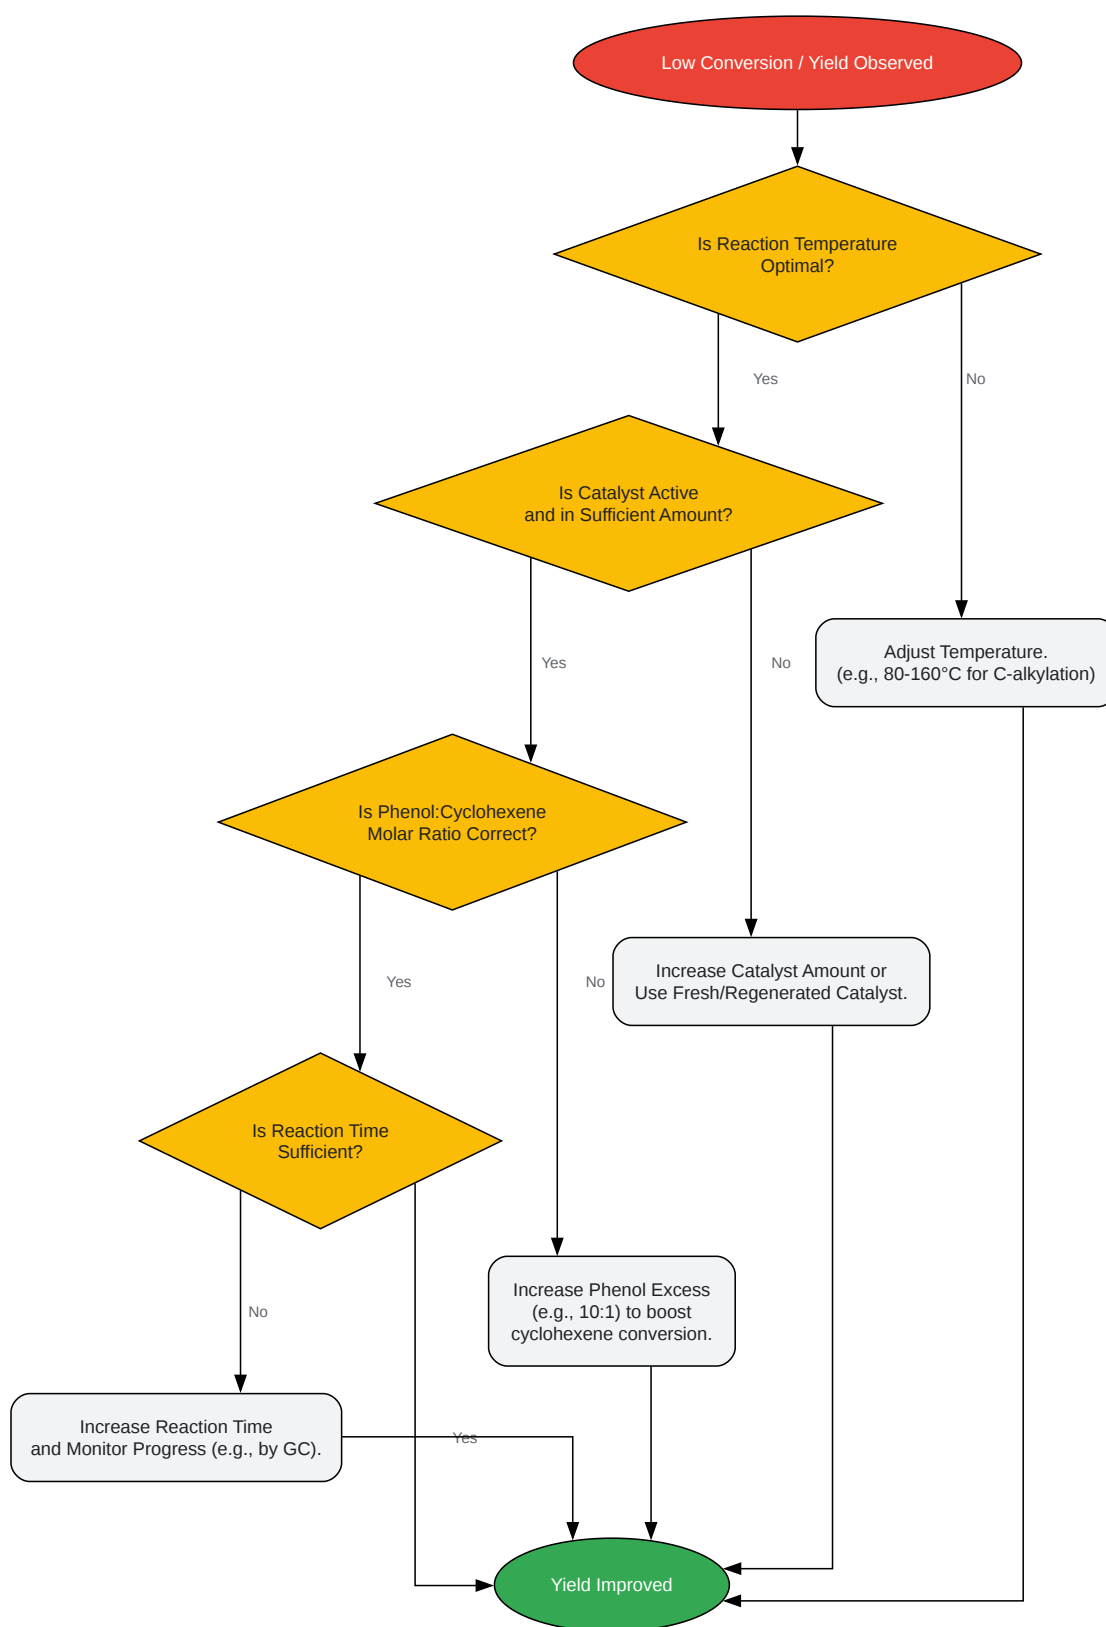 Low Conversion / Yield Observed
Is Reaction Temperature
Optimal?
Yes
No
Is Catalyst Active
and in Sufficient Amount?
Yes
No
Adjust Temperature.
(e.g., 80-160°C for C-alkylation)
Is Phenol:Cyclohexene
Molar Ratio Correct?
Yes
No
Increase Catalyst Amount or
Use Fresh/Regenerated Catalyst.
Is Reaction Time
Sufficient?
No
Increase Phenol Excess
(e.g., 10:1) to boost
cyclohexene conversion.
Increase Reaction Time
and Monitor Progress (e.g., by GC).
Yes
Yield Improved